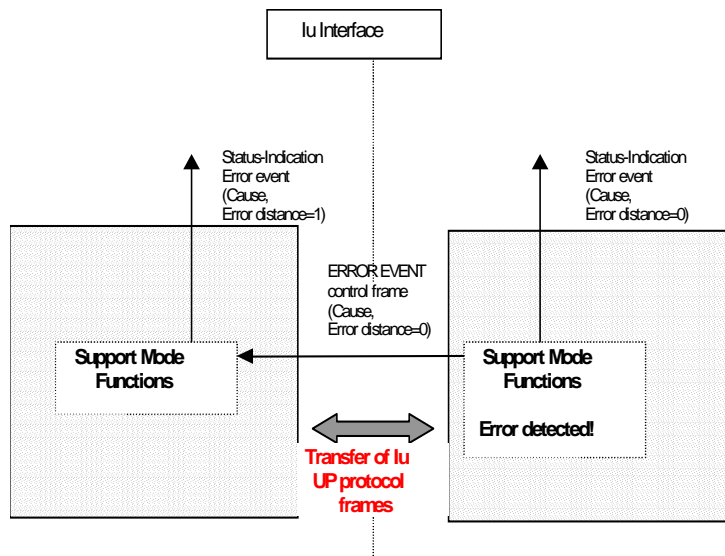 Iu Interface
Status-Indication
Error event
(Cause,
Error distance=1)
Status-Indication
Error event
(Cause,
Error distance=0)
ERROR EVENT
control frame
(Cause,
Error distance=0)
Support Mode
Functions
Support Mode
Functions
Error detected!
Transfer of Iu
UP protocol
frames